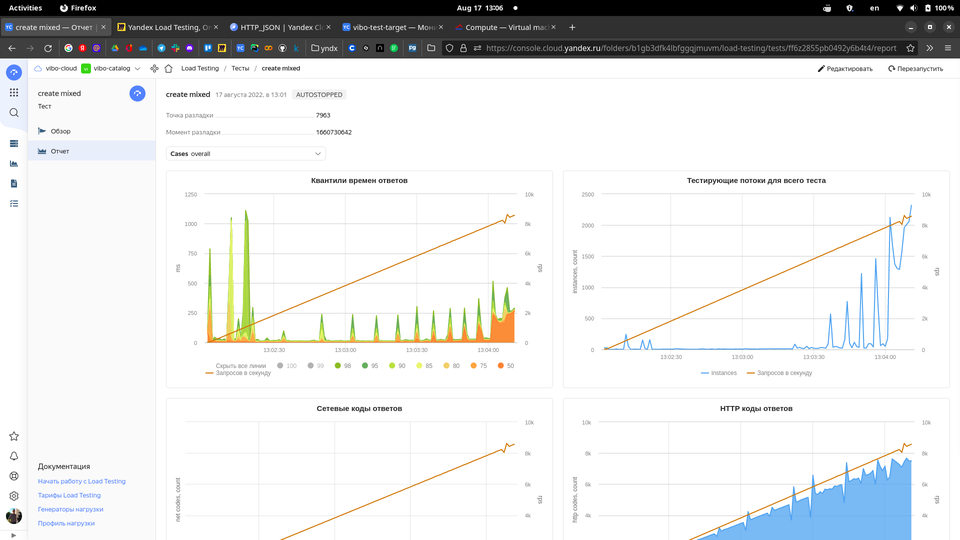 Activities
Firefox
Aug 17 13:06
en
100%
create mixed — Отчет
Yandex Load Testing, О
HTTP_JSON | Yandex Cl
vibo-test-target — Мон
Compute — Virtual mac
yndx
https://console.cloud.yandex.ru/folders/b1gb3dfk4lbfggqjmuvm/load-testing/tests/ff6z2855pb0492y6b4t4/report
vibo-cloud
vibo-catalog
Load Testing / Тесты / create mixed
Редактировать
Перезапустить
create mixed
Тест
Обзор
Отчет
create mixed 17 августа 2022, в 13:01 AUTOSTOPPED
Точка разладки 7963
Момент разладки 1660730642
Cases overall
Квантили времен ответов
1250
1000
750
500
250
0
ms
10k
8k
6k
4k
2k
0
rps
13:02:30 13:03:00 13:03:30 13:04:00
Скрыть все линии 100 99 98 95 90 85 80 75 50
Запросов в секунду
Тестирующие потоки для всего теста
2500
2000
1500
1000
500
0
instances, count
10k
8k
6k
4k
2k
0
rps
13:02:30 13:03:00 13:03:30 13:04:00
instances Запросов в секунду
Сетевые коды ответов
net codes, count
10k
8k
6k
4k
rps
HTTP коды ответов
10k
8k
6k
4k
http codes, count
10k
8k
6k
4k
rps
Документация
Начать работу с Load Testing
Тарифы Load Testing
Генераторы нагрузки
Профиль нагрузки